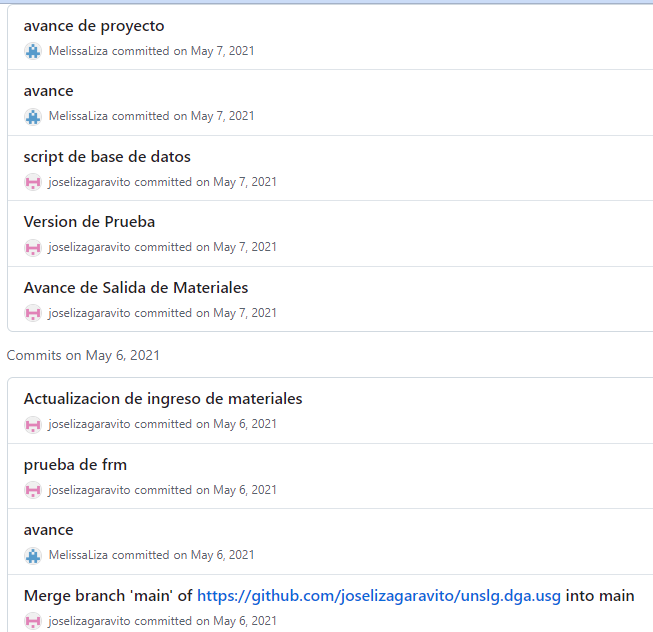 avance de proyecto
MelissaLiza committed on May 7, 2021
avance
MelissaLiza committed on May 7, 2021
script de base de datos
joselizagaravito committed on May 7, 2021
Version de Prueba
joselizagaravito committed on May 7, 2021
Avance de Salida de Materiales
joselizagaravito committed on May 7, 2021
Commits on May 6, 2021
Actualizacion de ingreso de materiales
joselizagaravito committed on May 6, 2021
prueba de frm
joselizagaravito committed on May 6, 2021
avance
MelissaLiza committed on May 6, 2021
Merge branch 'main' of https://github.com/joselizagaravito/unslg.dga.usg into main
joselizagaravito committed on May 6, 2021